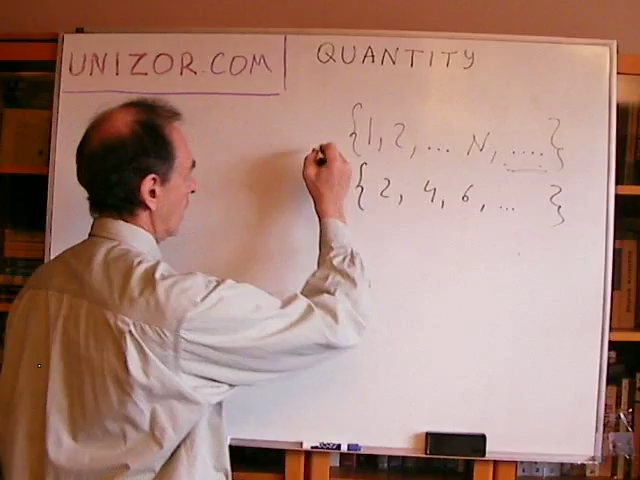 UNIZOR.COM
QUANTITY
{1, 2, ... N, ....}
{2, 4, 6, ... }